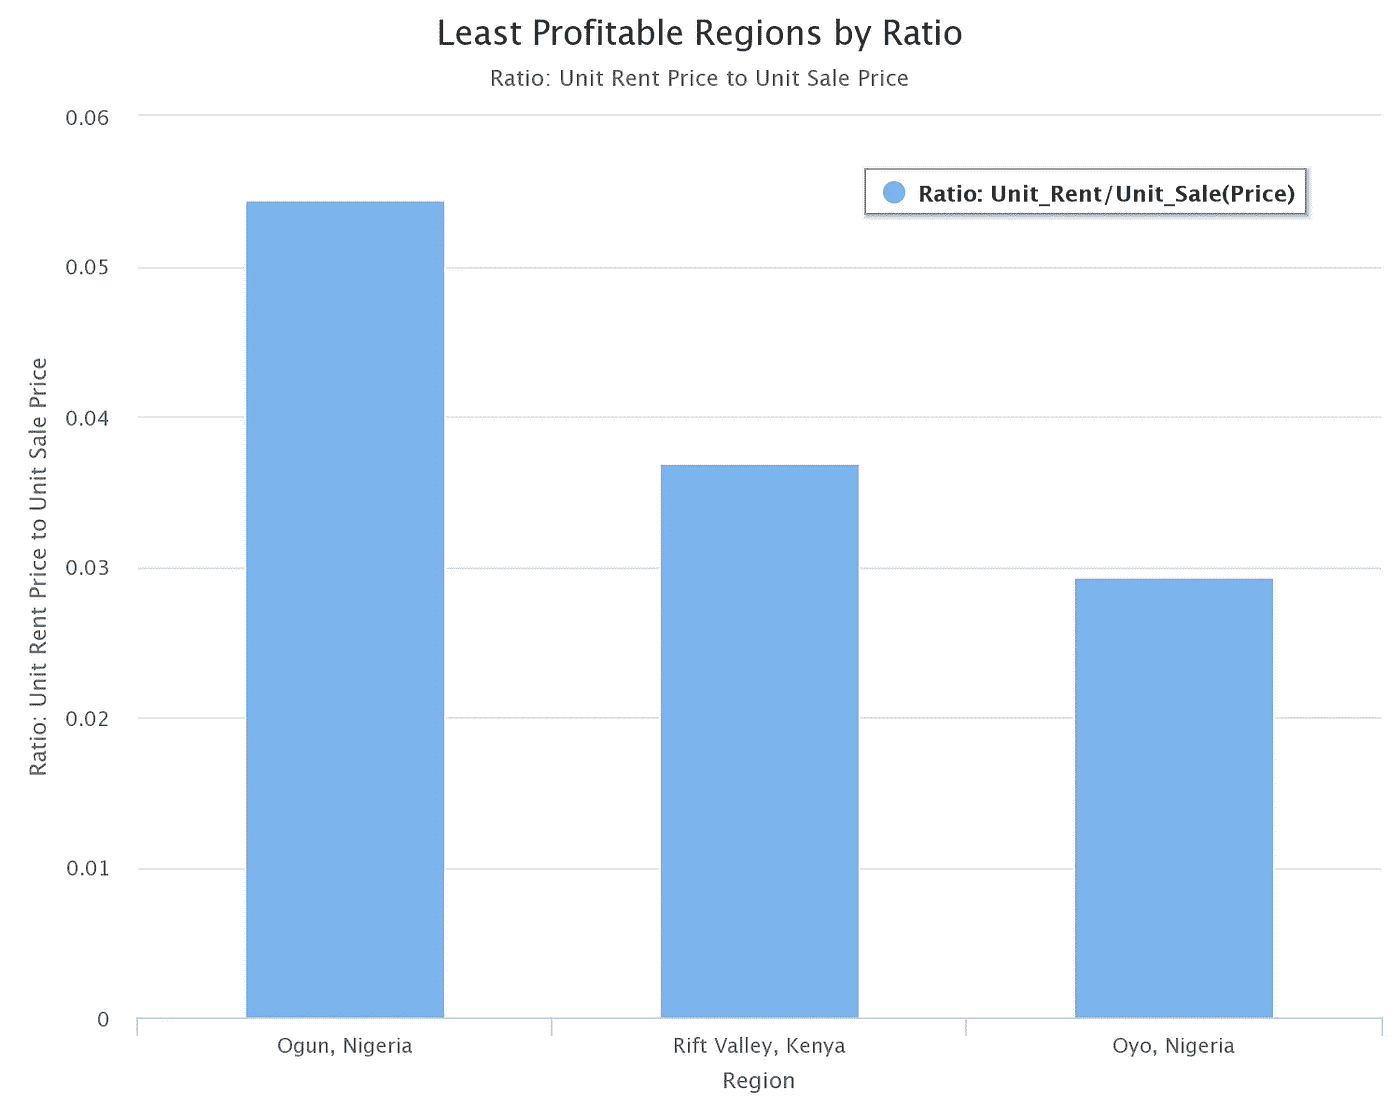 Least Profitable Regions by Ratio
Ratio: Unit Rent Price to Unit Sale Price
Ratio: Unit_Rent/Unit_Sale(Price)
Ratio: Unit Rent Price to Unit Sale Price
0.06
0.05
0.04
0.03
0.02
0.01
0
Ogun, Nigeria
Rift Valley, Kenya
Oyo, Nigeria
Region